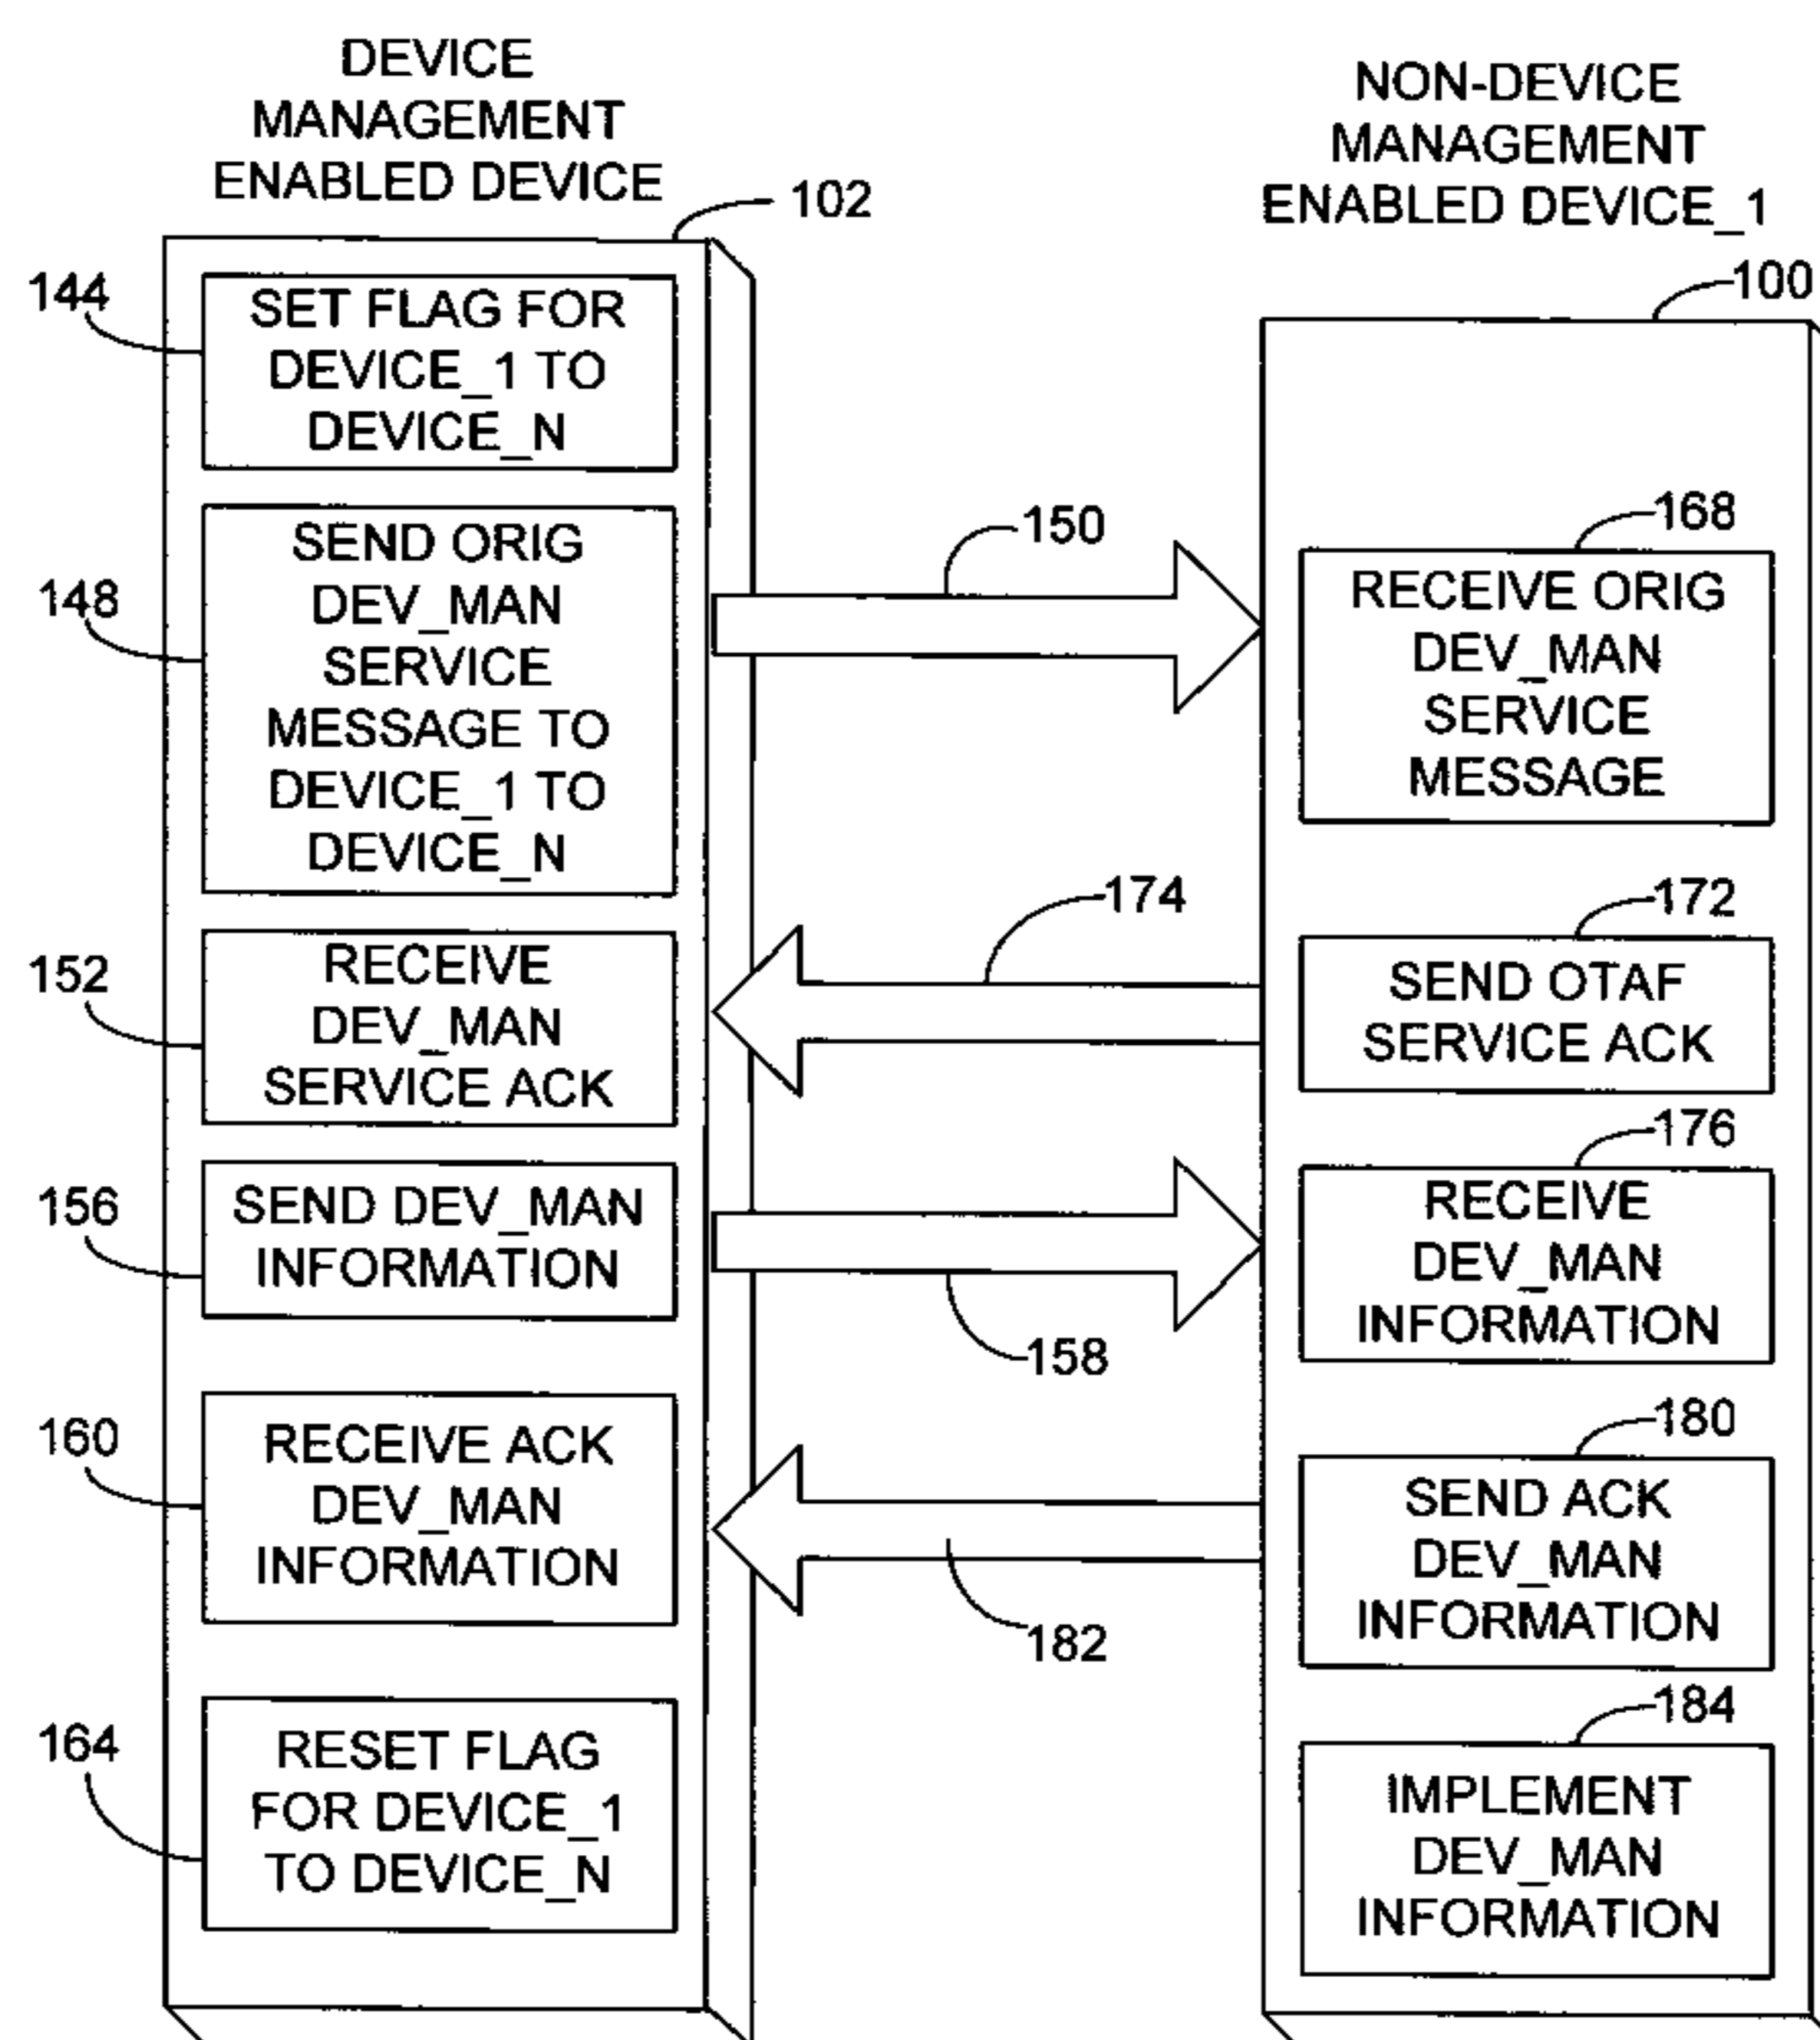 DEVICE
MANAGEMENT
ENABLED DEVICE
102
144
SET FLAG FOR
DEVICE_1 TO
DEVICE_N
148
SEND ORIG
DEV_MAN
SERVICE
MESSAGE TO
DEVICE_1 TO
DEVICE_N
152
RECEIVE
DEV_MAN
SERVICE ACK
156
SEND DEV_MAN
INFORMATION
160
RECEIVE ACK
DEV_MAN
INFORMATION
164
RESET FLAG
FOR DEVICE_1
TO DEVICE_N
150
174
158
182
NON-DEVICE
MANAGEMENT
ENABLED DEVICE_1
100
168
RECEIVE ORIG
DEV_MAN
SERVICE
MESSAGE
172
SEND OTAF
SERVICE ACK
176
RECEIVE
DEV_MAN
INFORMATION
180
SEND ACK
DEV_MAN
INFORMATION
184
IMPLEMENT
DEV_MAN
INFORMATION